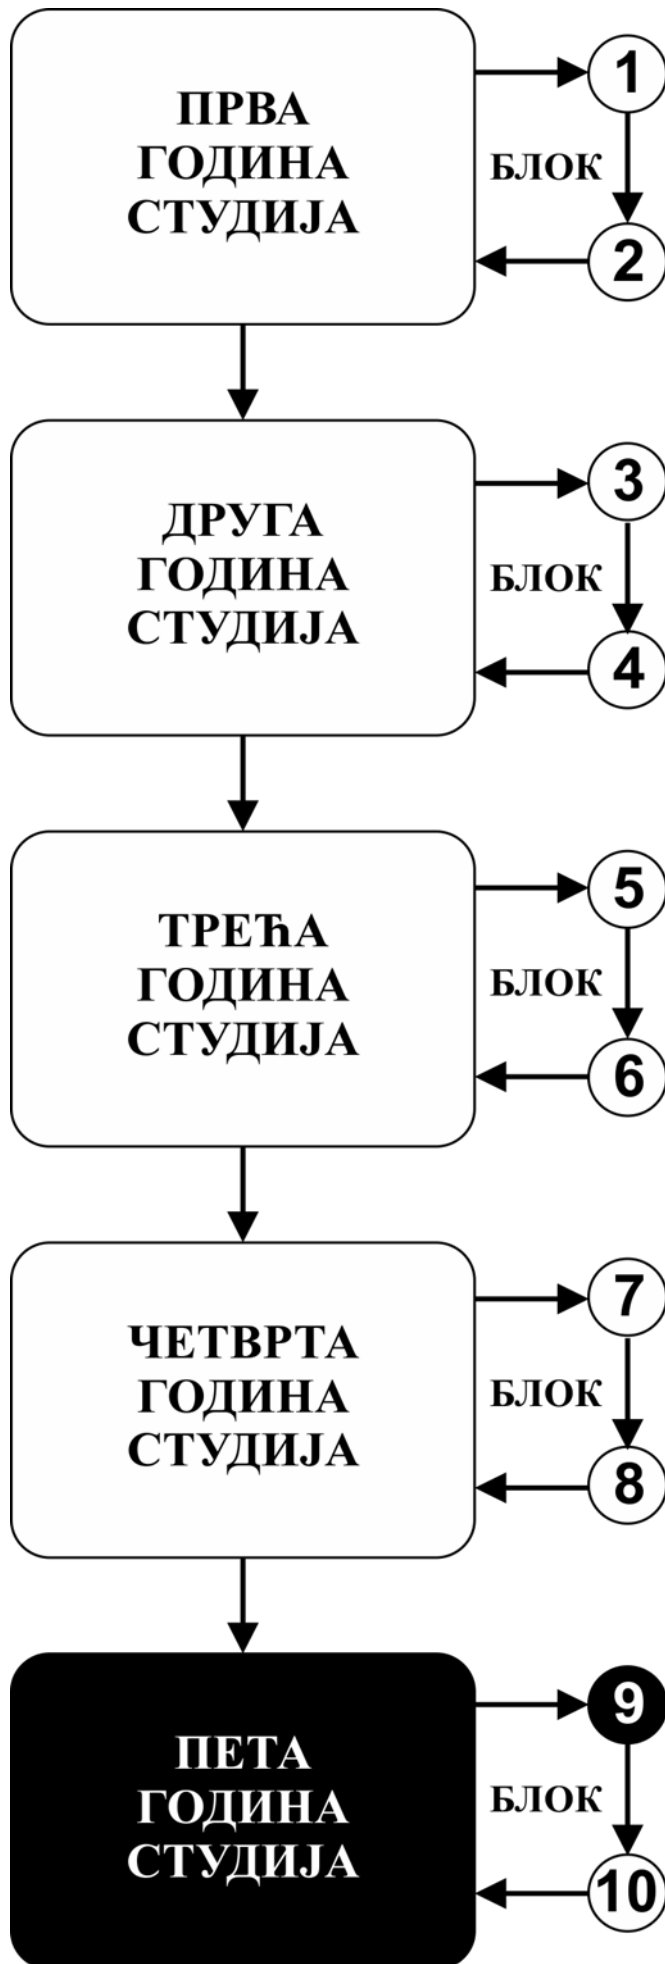 ПРВА
ГОДИНА
СТУДИЈА
1
БЛОК
2
ДРУГА
ГОДИНА
СТУДИЈА
3
БЛОК
4
ТРЕЋА
ГОДИНА
СТУДИЈА
5
БЛОК
6
ЧЕТВРТА
ГОДИНА
СТУДИЈА
7
БЛОК
8
ПЕТА
ГОДИНА
СТУДИЈА
9
БЛОК
10